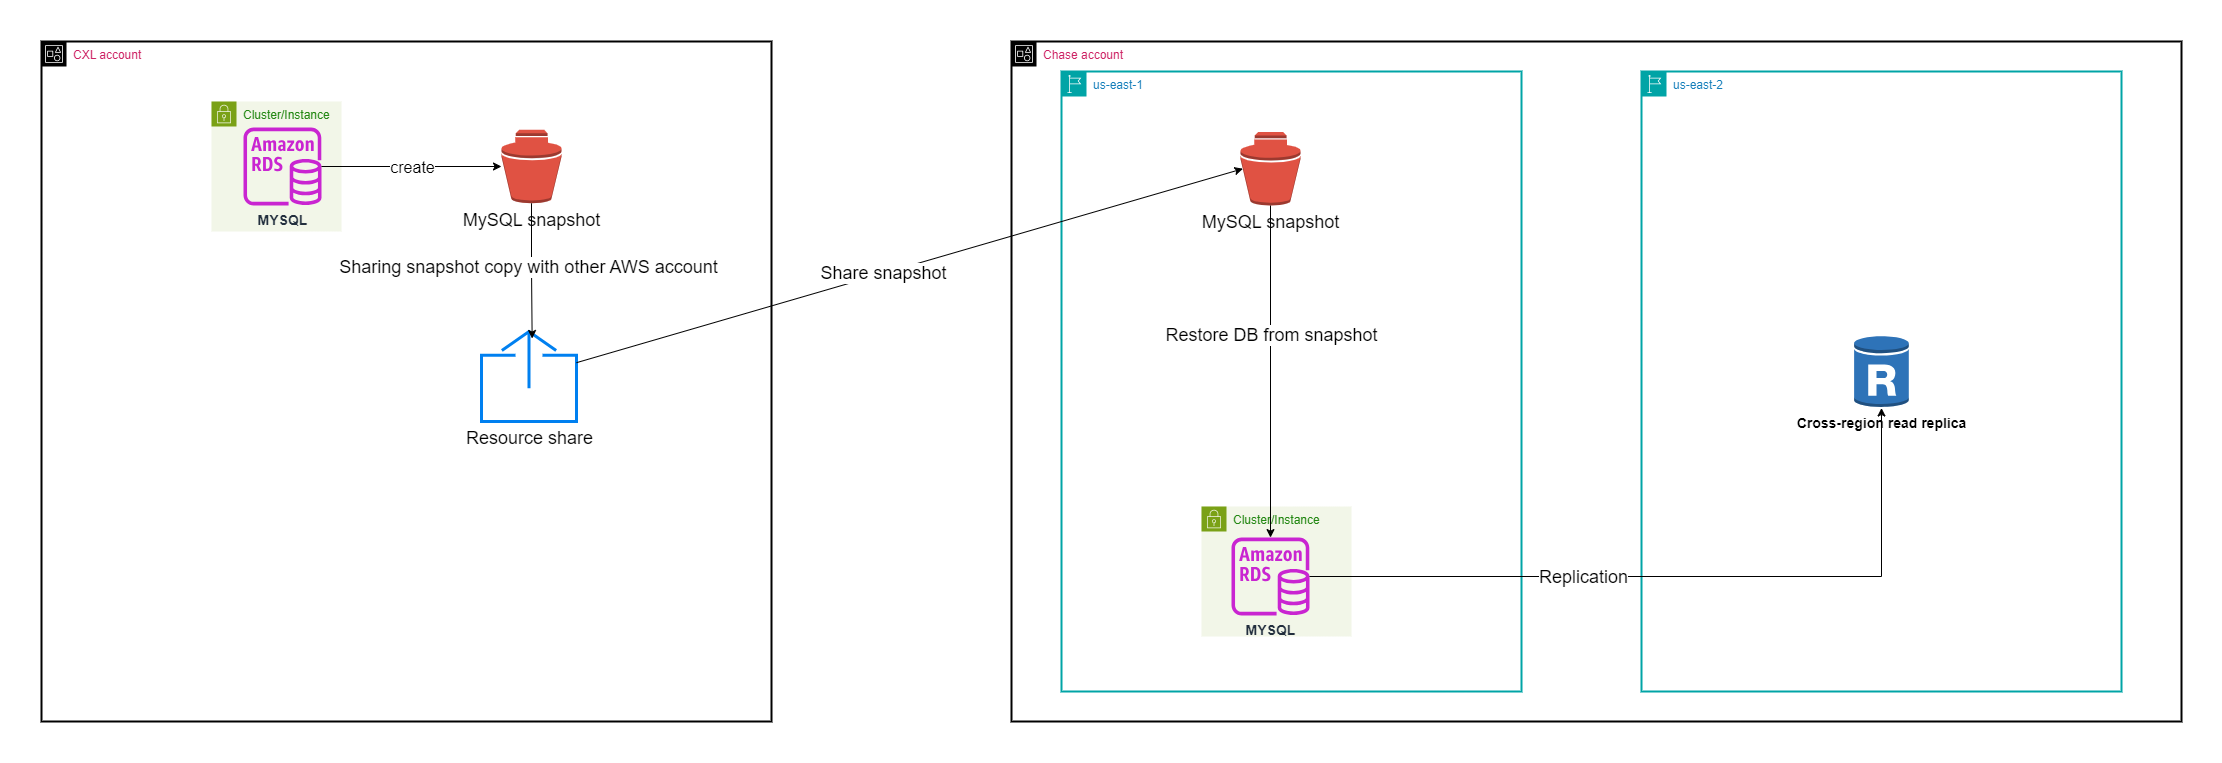 CXL account
Cluster/Instance
Amazon
RDS
MYSQL
create
MySQL snapshot
Sharing snapshot copy with other AWS account
Resource share
Share snapshot
Chase account
us-east-1
MySQL snapshot
Restore DB from snapshot
Cluster/Instance
Amazon
RDS
MYSQL
Replication
us-east-2
R
Cross-region read replica